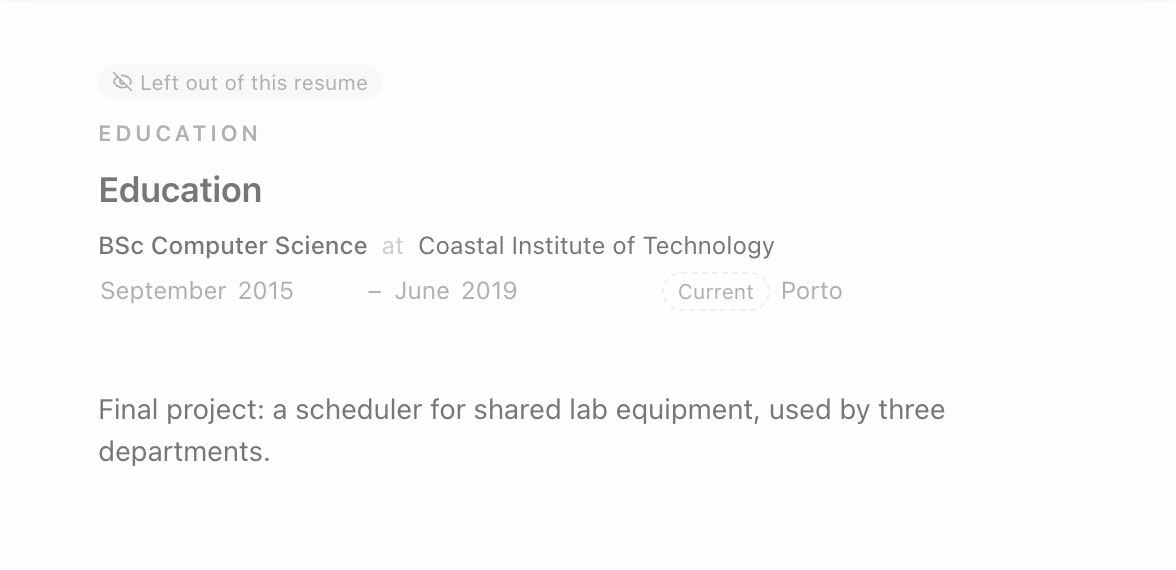 Left out of this resume
EDUCATION
Education
BSc Computer Science at Coastal Institute of Technology
September 2015 – June 2019 Current Porto
Final project: a scheduler for shared lab equipment, used by three
departments.